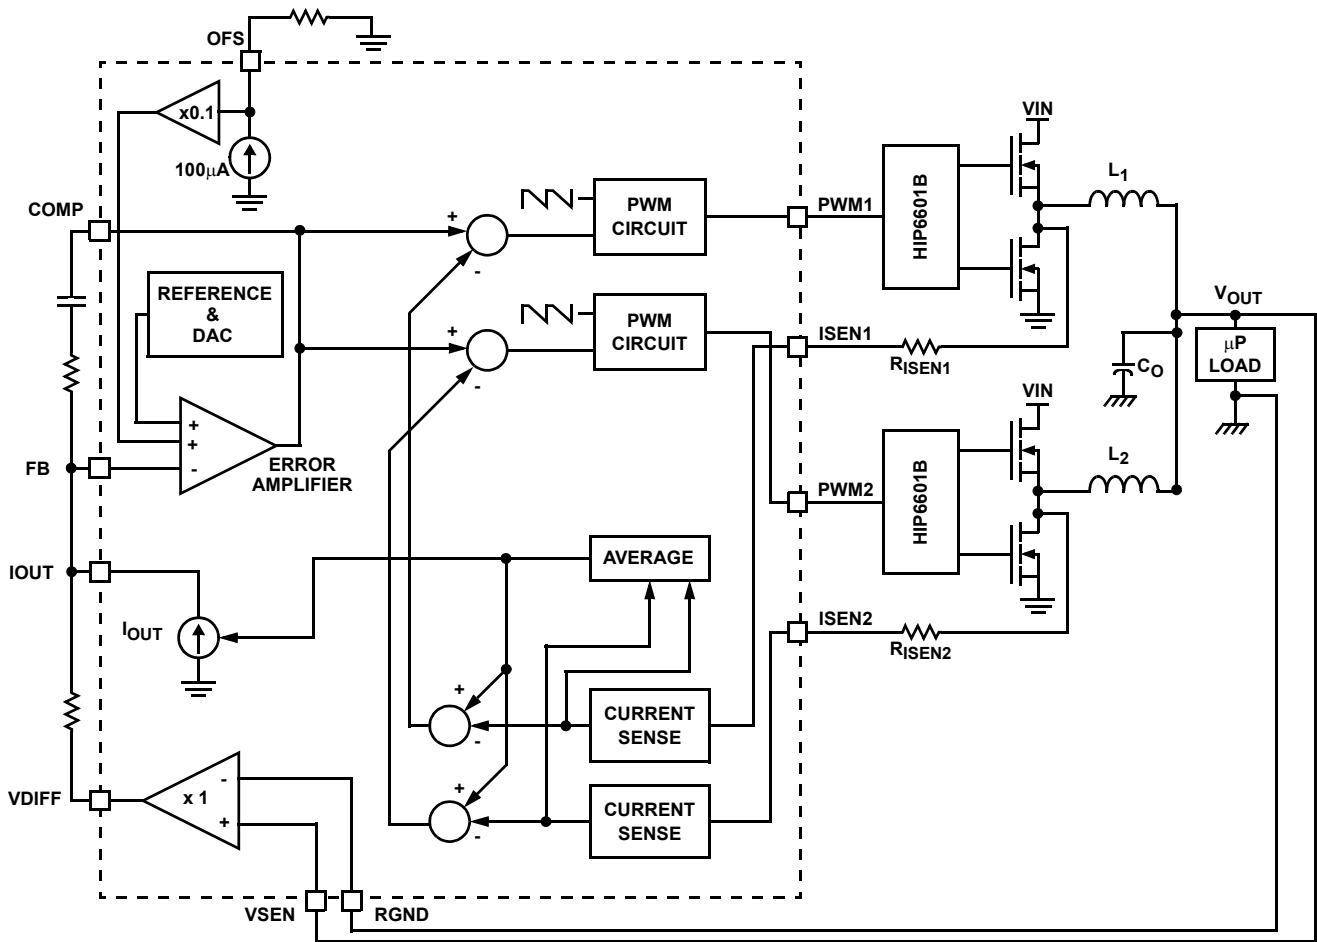 OFS
x0.1
100µA
COMP
REFERENCE
&
DAC
+
+
-
FB
ERROR
AMPLIFIER
IOUT
IOUT
VDIFF
x 1
-
+
VSEN
RGND
+
-
PWM
CIRCUIT
+
-
PWM
CIRCUIT
AVERAGE
+
-
CURRENT
SENSE
+
-
CURRENT
SENSE
PWM1
ISEN1
PWM2
ISEN2
HIP6601B
VIN
L1
RISEN1
HIP6601B
VIN
L2
RISEN2
VOUT
CO
µP
LOAD